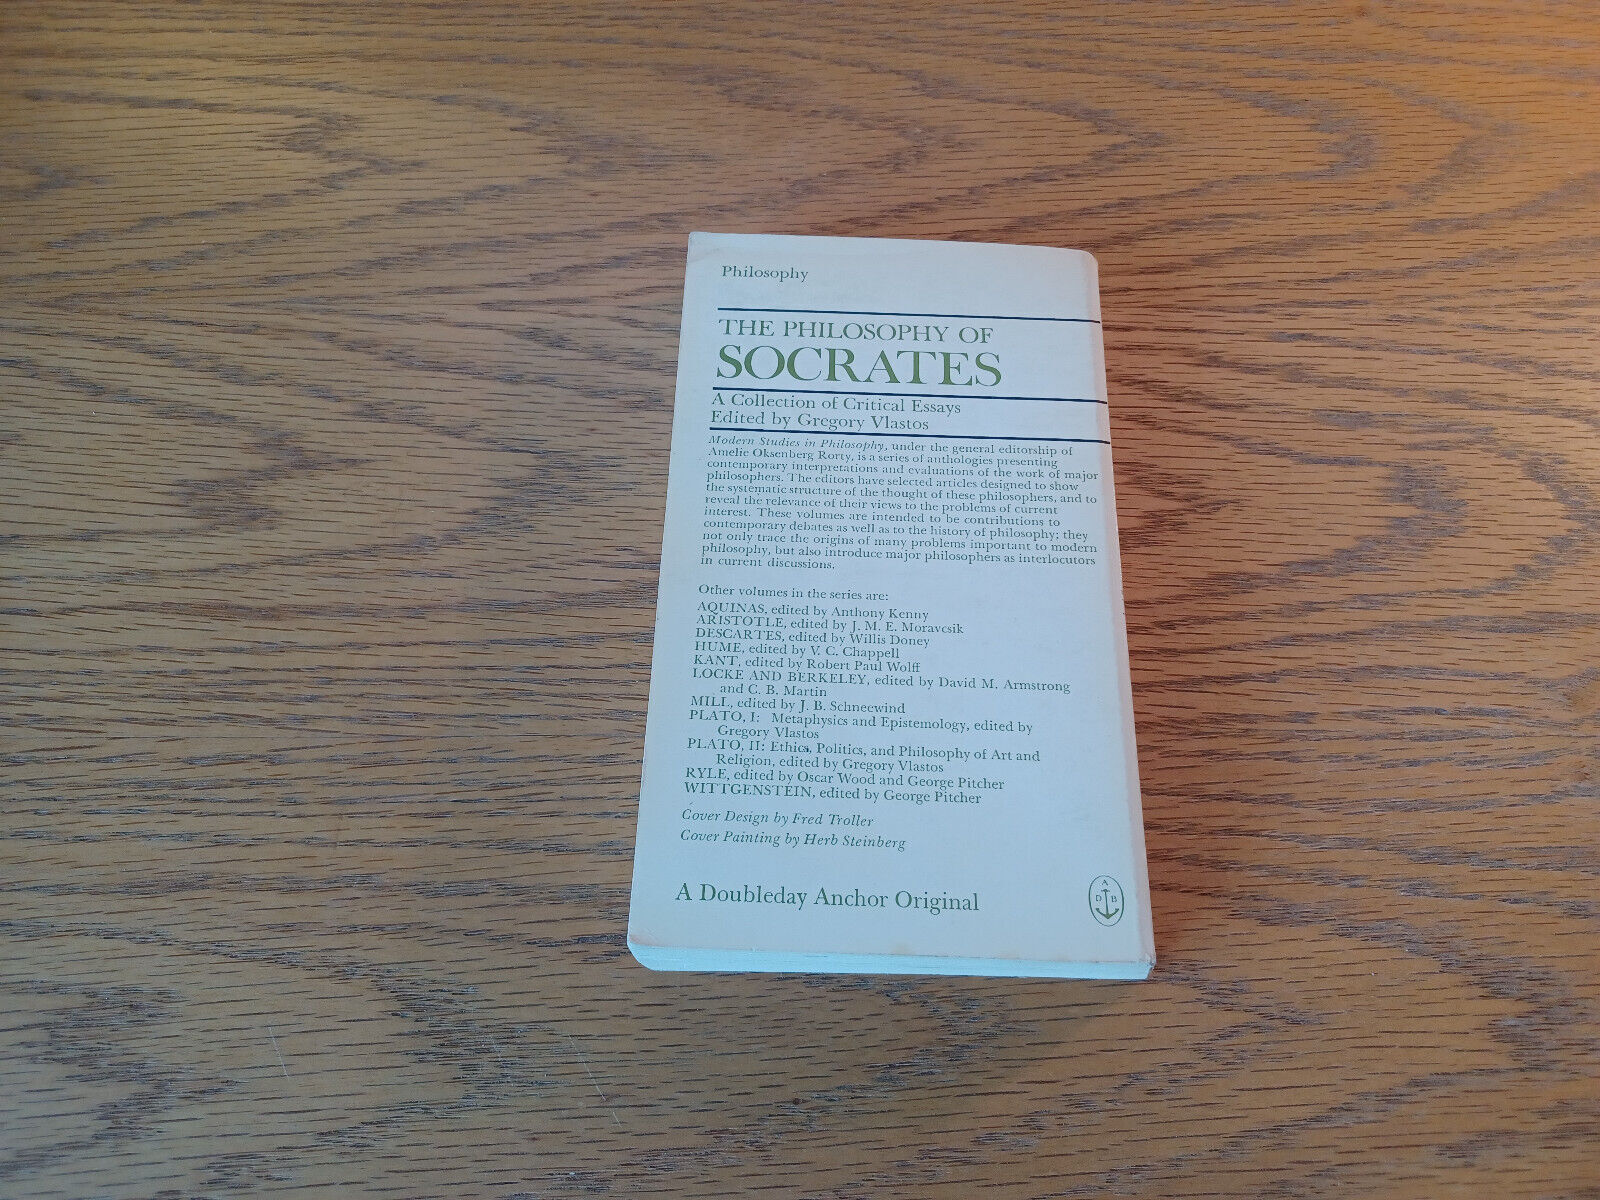 Philosophy
THE PHILOSOPHY OF
SOCRATES
A Collection of Critical Essays
Edited by Gregory Vlastos
Modern Studies in Philosophy, under the general editorship of
Amelie Oksenberg Rorty, is a series of anthologies presenting
contemporary interpretations and evaluations of the work of major
philosophers. The editors have selected articles designed to show
the systematic structure of the thought of these philosophers, and to
reveal the relevance of their views to the problems of current
interest. These volumes are intended to be contributions to
contemporary debates as well as to the history of philosophy; they
not only trace the origins of many problems important to modern
philosophy, but also introduce major philosophers as interlocutors
in current discussions.
Other volumes in the series are:
AQUINAS, edited by Anthony Kenny
ARISTOTLE, edited by J. M. E. Moravcsik
DESCARTES, edited by Willis Doney
HUME, edited by V. C. Chappell
KANT, edited by Robert Paul Wolff
LOCKE AND BERKELEY, edited by David M. Armstrong
and C. B. Martin
MILL, edited by J. B. Schneewind
PLATO, I: Metaphysics and Epistemology, edited by
Gregory Vlastos
PLATO, II: Ethics, Politics, and Philosophy of Art and
Religion, edited by Gregory Vlastos
RYLE, edited by Oscar Wood and George Pitcher
WITTGENSTEIN, edited by George Pitcher
Cover Design by Fred Troller
Cover Painting by Herb Steinberg
A Doubleday Anchor Original
A
D B